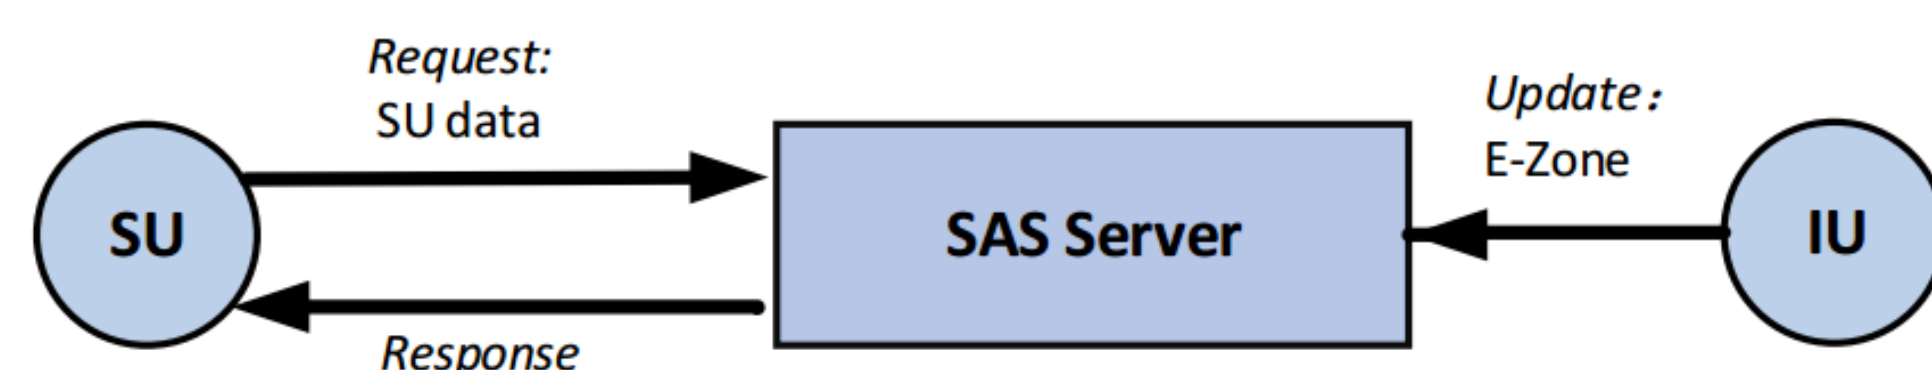 Request:
SU data
SU
Response
SAS Server
Update：
E-Zone
IU